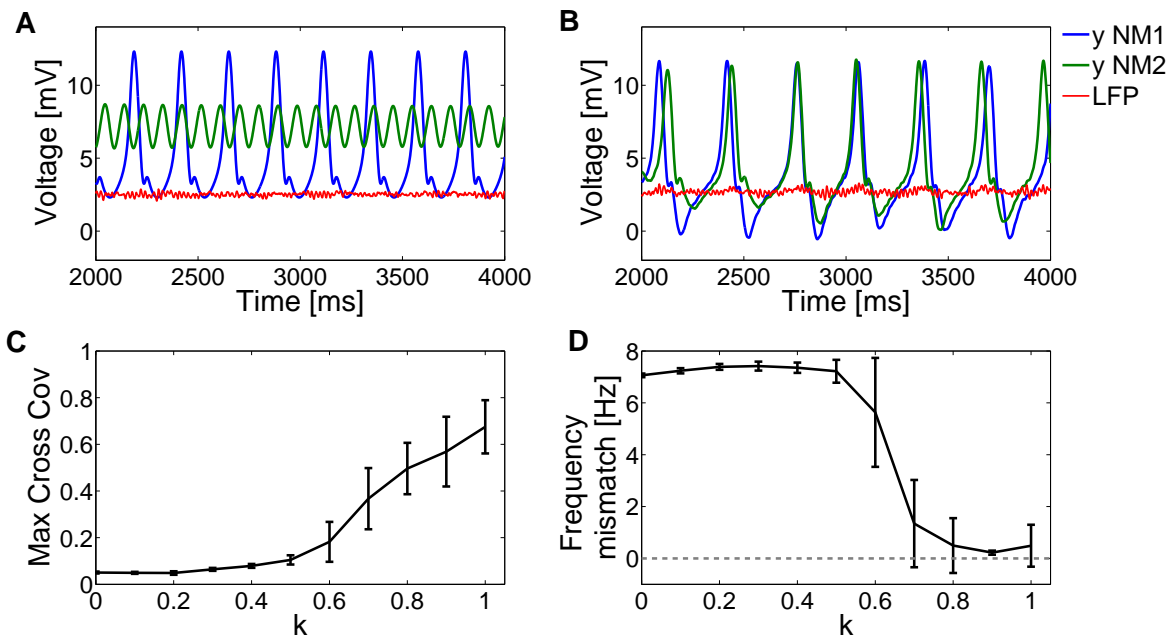 A
Voltage [mV]
10
5
0
2000 2500 3000 3500 4000
Time [ms]
B
Voltage [mV]
10
5
0
2000 2500 3000 3500 4000
Time [ms]
y NM1
y NM2
LFP
C
Max Cross Cov
1
0.8
0.6
0.4
0.2
0
0 0.2 0.4 0.6 0.8 1
k
D
Frequency
mismatch [Hz]
8
6
4
2
0
0 0.2 0.4 0.6 0.8 1
k